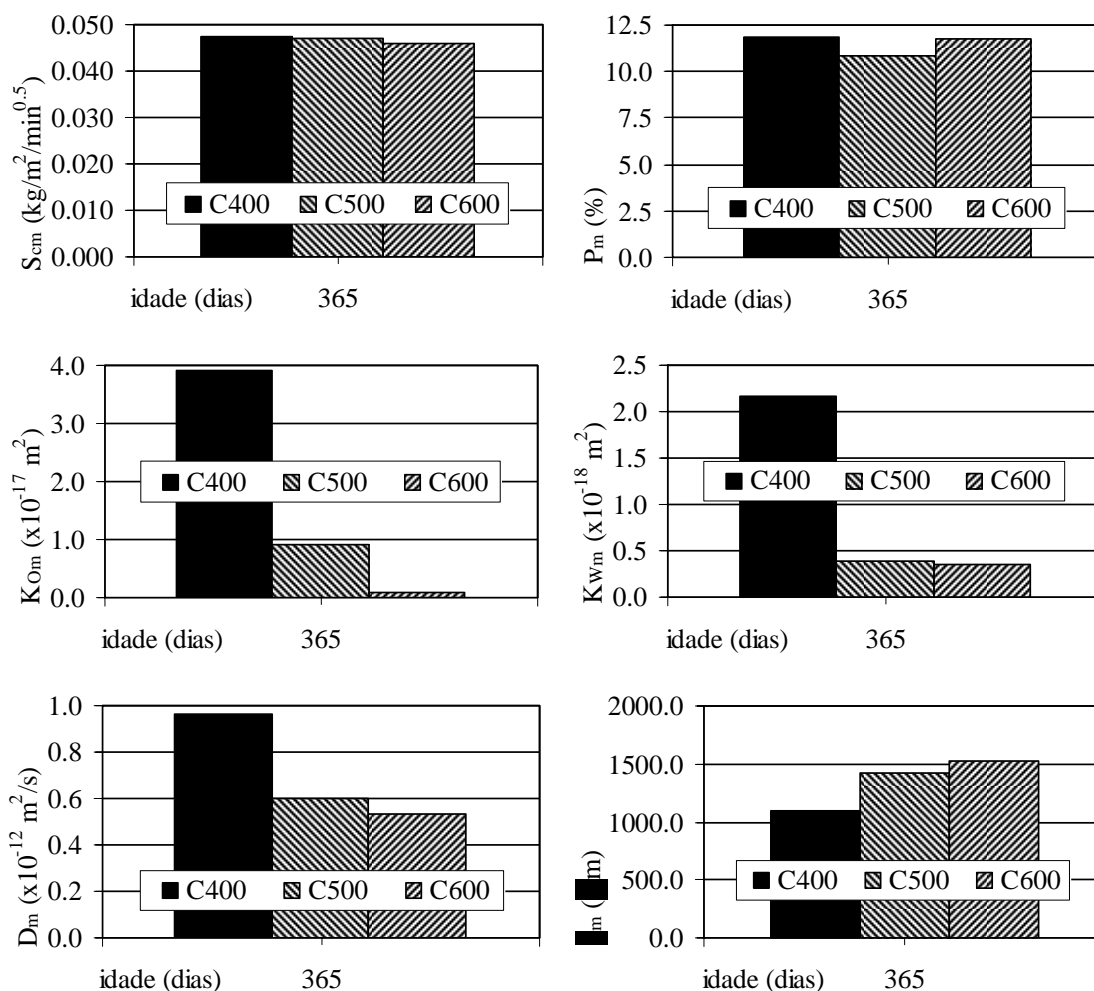 S_cm (kg/m²/min^0.5)
0.050
0.040
0.030
0.020
0.010
0.000
C400 C500 C600
idade (dias) 365
P_m (%)
15.0
12.5
10.0
7.5
5.0
2.5
0.0
C400 C500 C600
idade (dias) 365
K_Om (x10^-17 m²)
4.0
3.0
2.0
1.0
0.0
C400 C500 C600
idade (dias) 365
K_Wm (x10^-18 m²)
2.5
2.0
1.5
1.0
0.5
0.0
C400 C500 C600
idade (dias) 365
D_m (x10^-12 m²/s)
1.0
0.8
0.6
0.4
0.2
0.0
C400 C500 C600
idade (dias) 365
m ( m)
2000.0
1500.0
1000.0
500.0
0.0
C400 C500 C600
idade (dias) 365